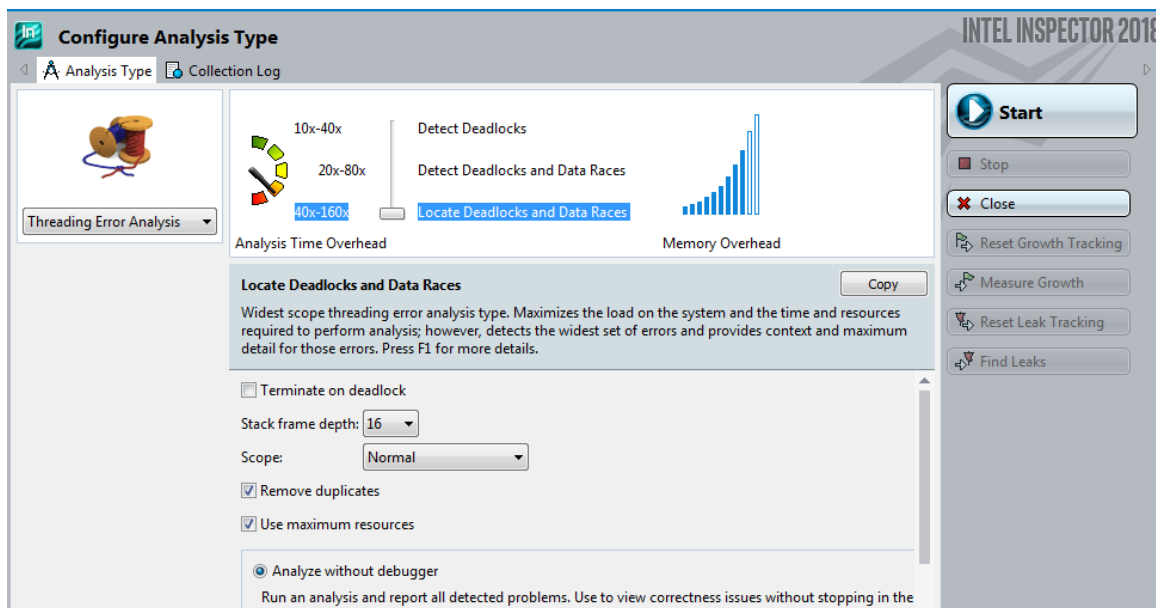 Configure Analysis Type
INTEL INSPECTOR 2018
Analysis Type
Collection Log
Threading Error Analysis
10x-40x
Detect Deadlocks
20x-80x
Detect Deadlocks and Data Races
40x-160x
Locate Deadlocks and Data Races
Analysis Time Overhead
Memory Overhead
Locate Deadlocks and Data Races
Copy
Widest scope threading error analysis type. Maximizes the load on the system and the time and resources
required to perform analysis; however, detects the widest set of errors and provides context and maximum
detail for those errors. Press F1 for more details.
Terminate on deadlock
Stack frame depth: 16
Scope: Normal
Remove duplicates
Use maximum resources
Analyze without debugger
Run an analysis and report all detected problems. Use to view correctness issues without stopping in the
Start
Stop
Close
Reset Growth Tracking
Measure Growth
Reset Leak Tracking
Find Leaks